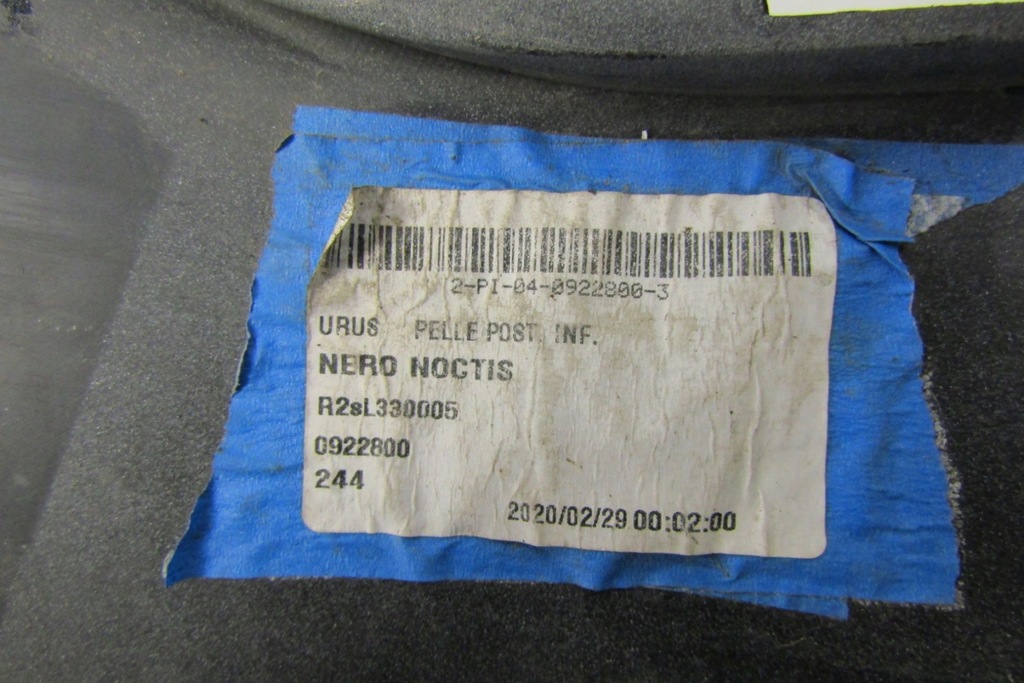 2-PI-04-0922800-3
URUS PELLE POST. INF.
NERO NOCTIS
R2sL330005
0922800
244
2020/02/29 00:02:00